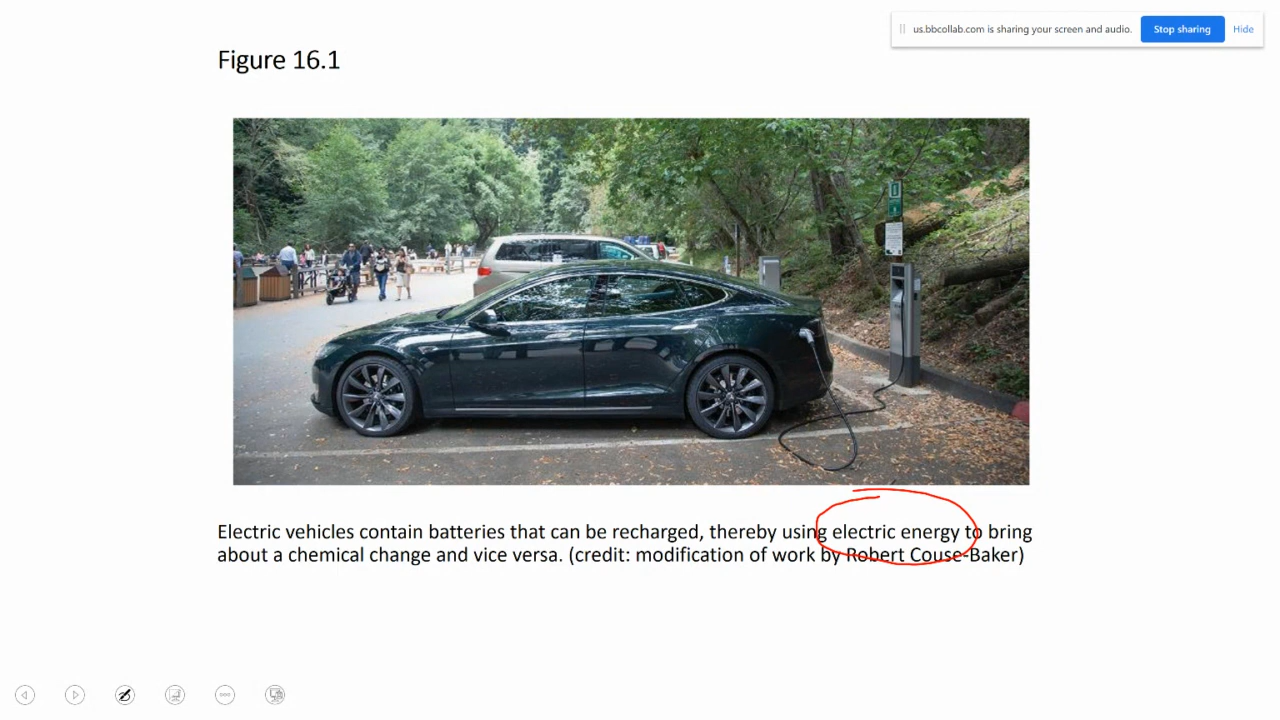 us.bbcollab.com is sharing your screen and audio.
Stop sharing
Hide
Figure 16.1
Electric vehicles contain batteries that can be recharged, thereby using electric energy to bring
about a chemical change and vice versa. (credit: modification of work by Robert Couse-Baker)